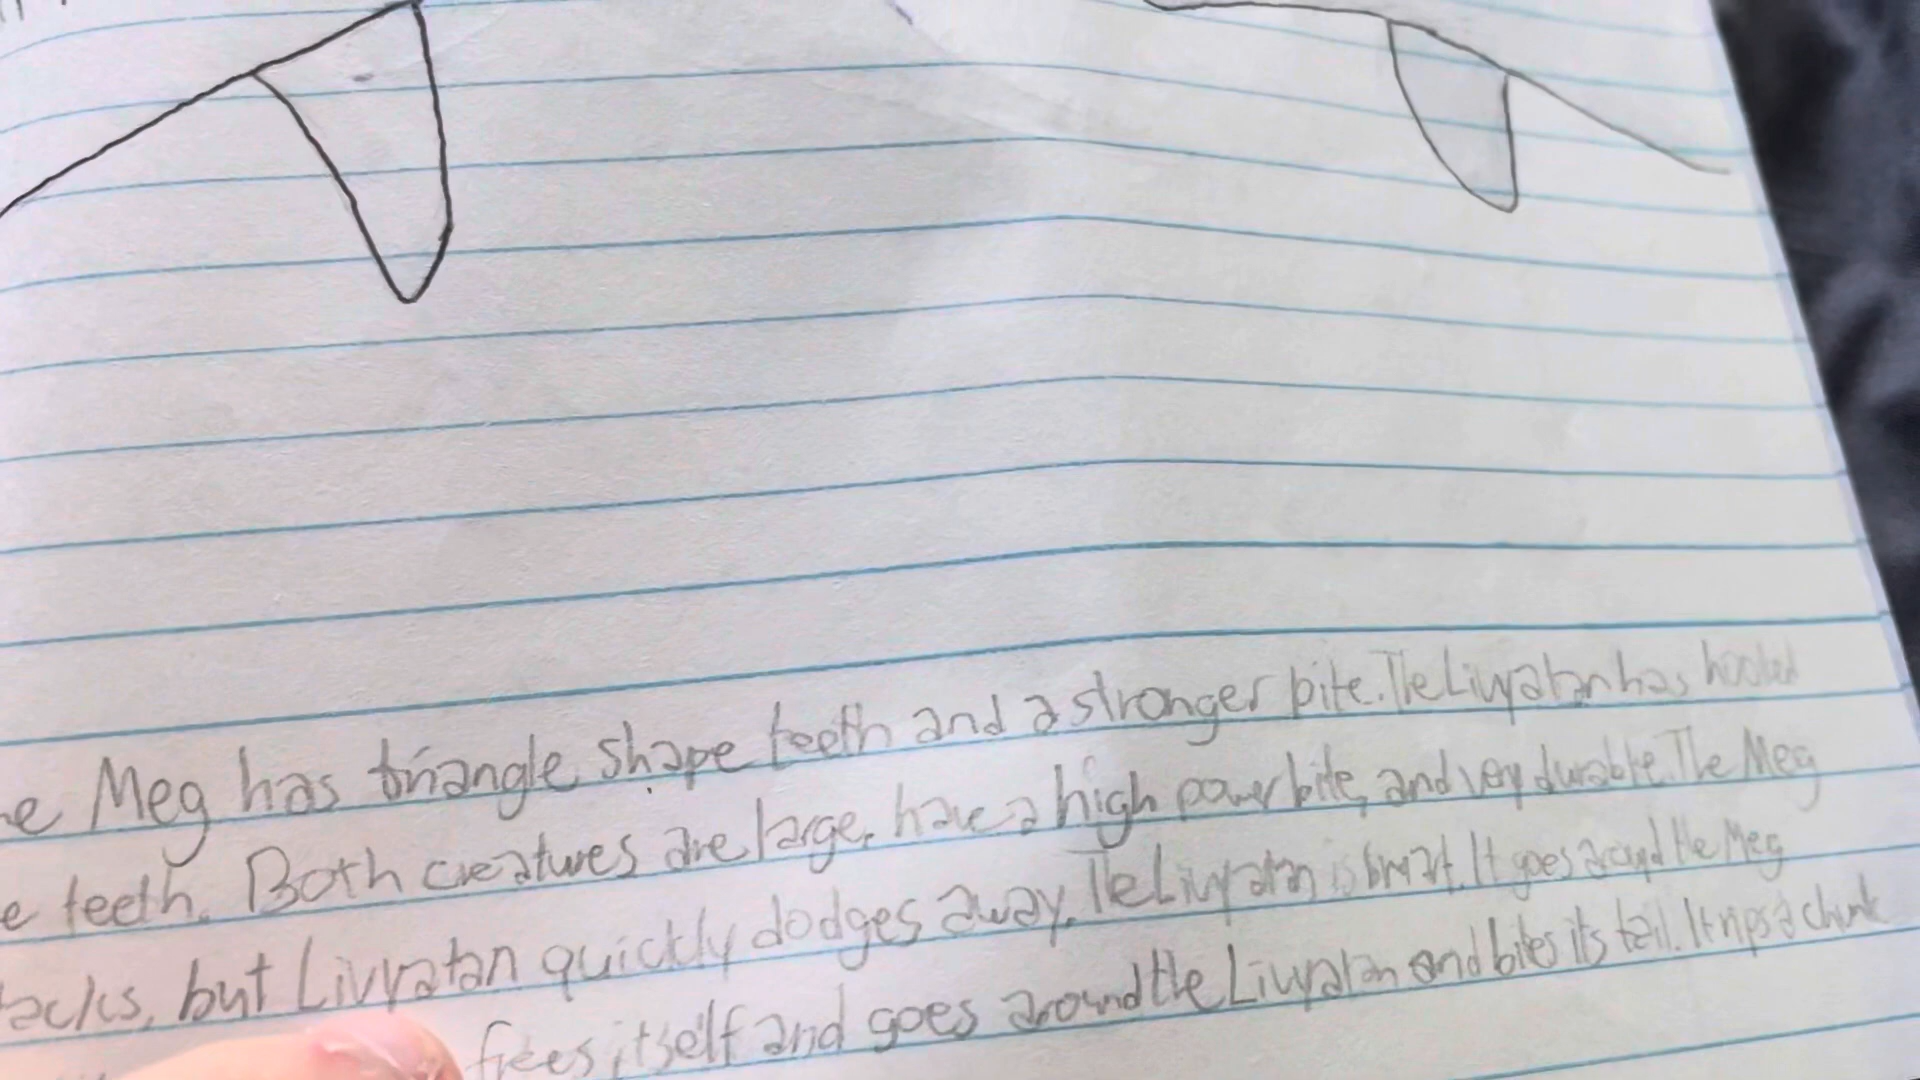 e Meg has triangle shape teeth and a stronger bite. The Livyatan has hooked
e teeth. Both creatures are large, have a high power bite, and very durable. The Meg
tacks, but Livyatan quickly dodges away. The Livyatan is smart. It goes around the Meg
frees itself and goes around the Livyatan and bites its tail. It rips a chunk